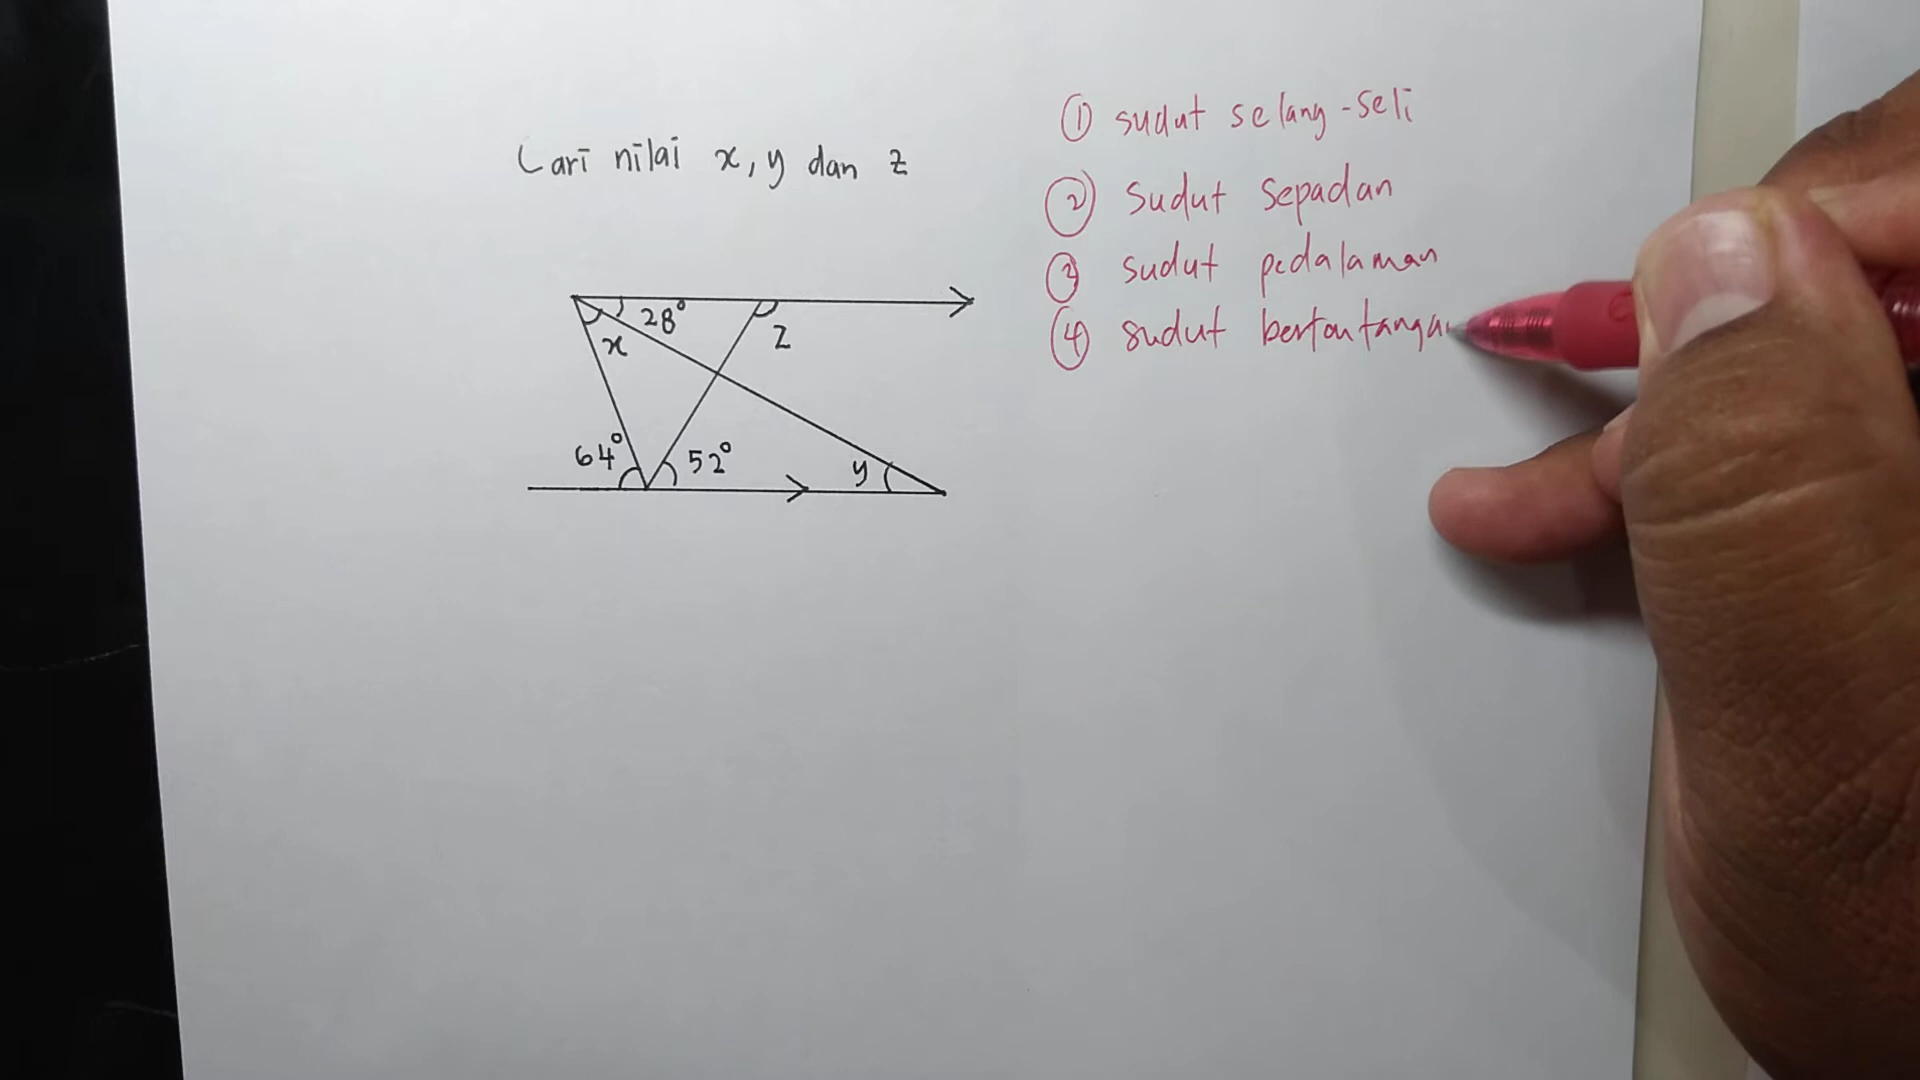 Cari nilai x, y dan z
28°
x
z
64°
52°
y
① sudut selang-seli
② sudut sepadan
③ sudut pedalaman
④ sudut bertentangan